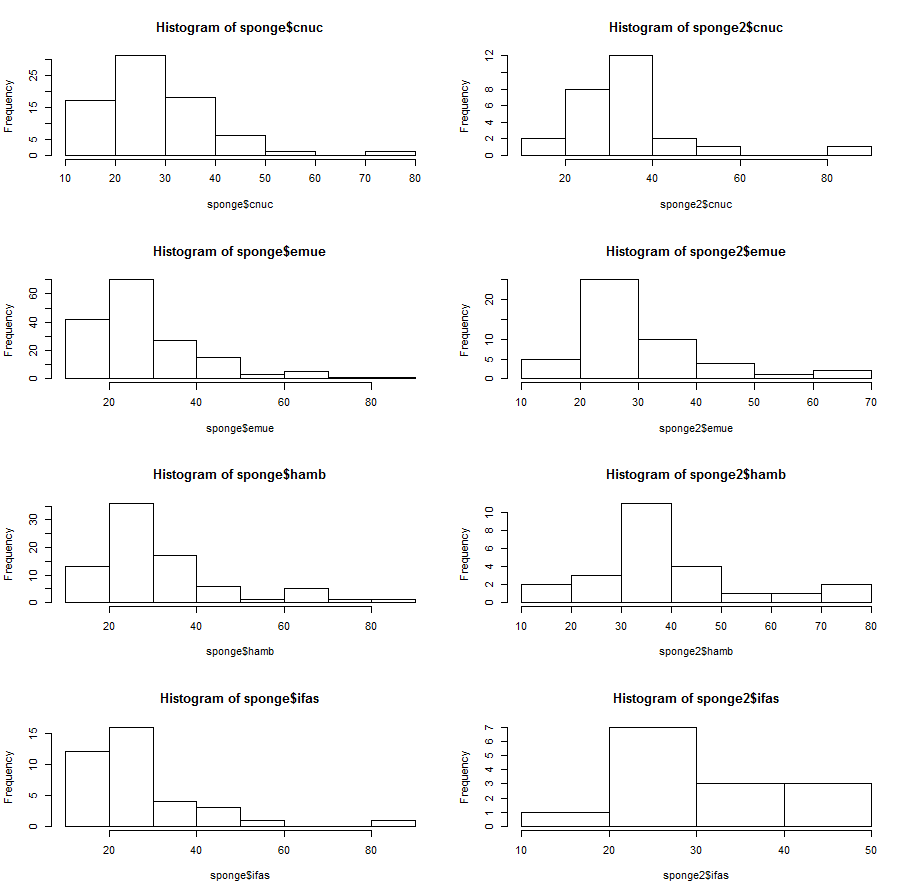 Histogram of sponge$cnuc
Frequency
5 15 25
10 20 30 40 50 60 70 80
sponge$cnuc
Histogram of sponge2$cnuc
Frequency
0 2 4 6 8 12
20 40 60 80
sponge2$cnuc
Histogram of sponge$emue
Frequency
0 20 40 60
20 40 60 80
sponge$emue
Histogram of sponge2$emue
Frequency
0 5 10 20
10 20 30 40 50 60 70
sponge2$emue
Histogram of sponge$hamb
Frequency
0 10 20 30
20 40 60 80
sponge$hamb
Histogram of sponge2$hamb
Frequency
0 2 4 6 8 10
10 20 30 40 50 60 70 80
sponge2$hamb
Histogram of sponge$ifas
Frequency
0 5 10 15
20 40 60 80
sponge$ifas
Histogram of sponge2$ifas
Frequency
0 1 2 3 4 5 6 7
10 20 30 40 50
sponge2$ifas